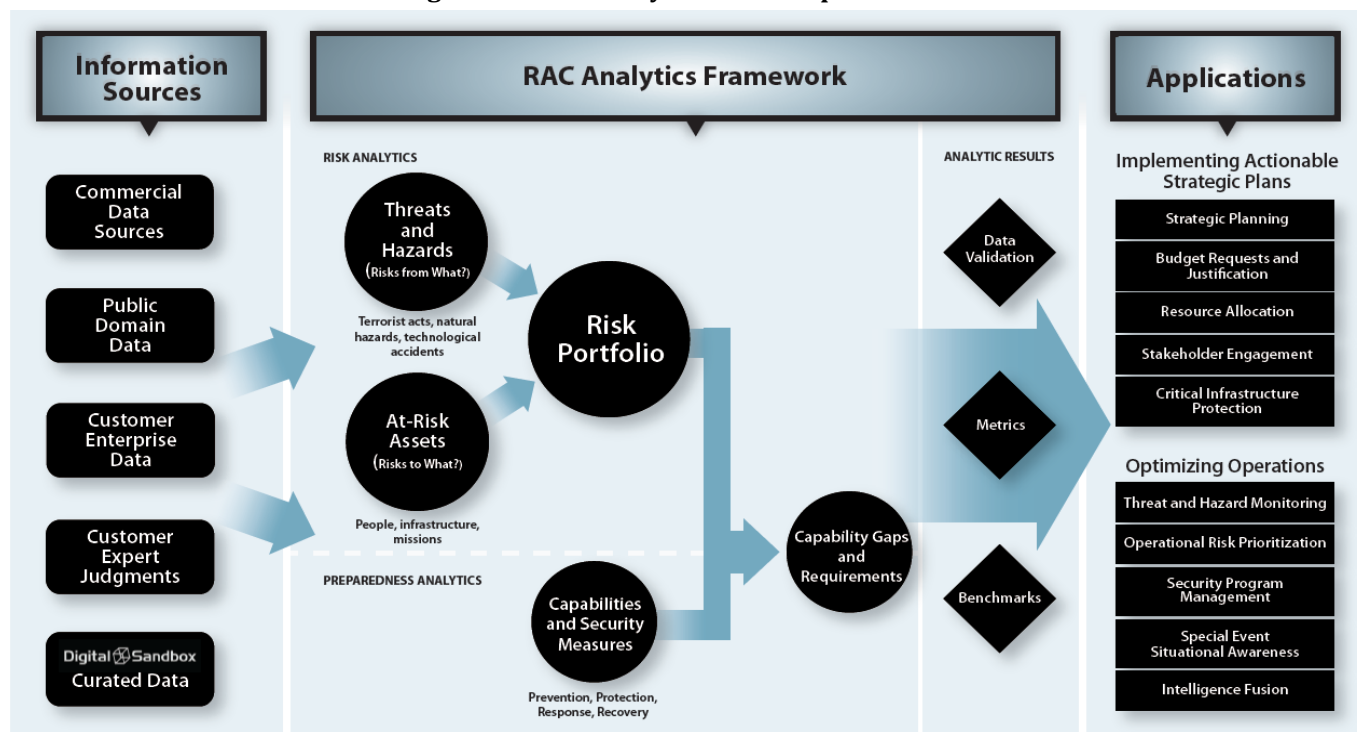 Information
Sources
RAC Analytics Framework
Applications
Commercial
Data
Sources
Public
Domain
Data
Customer
Enterprise
Data
Customer
Expert
Judgments
Digital Sandbox
Curated Data
RISK ANALYTICS
Threats
and
Hazards
(Risks from What?)
Terrorist acts, natural
hazards, technological
accidents
At-Risk
Assets
(Risks to What?)
People, infrastructure,
missions
Risk
Portfolio
PREPAREDNESS ANALYTICS
Capabilities
and Security
Measures
Prevention, Protection,
Response, Recovery
Capability Gaps
and
Requirements
ANALYTIC RESULTS
Data
Validation
Metrics
Benchmarks
Implementing Actionable
Strategic Plans
Strategic Planning
Budget Requests and
Justification
Resource Allocation
Stakeholder Engagement
Critical Infrastructure
Protection
Optimizing Operations
Threat and Hazard Monitoring
Operational Risk Prioritization
Security Program
Management
Special Event
Situational Awareness
Intelligence Fusion